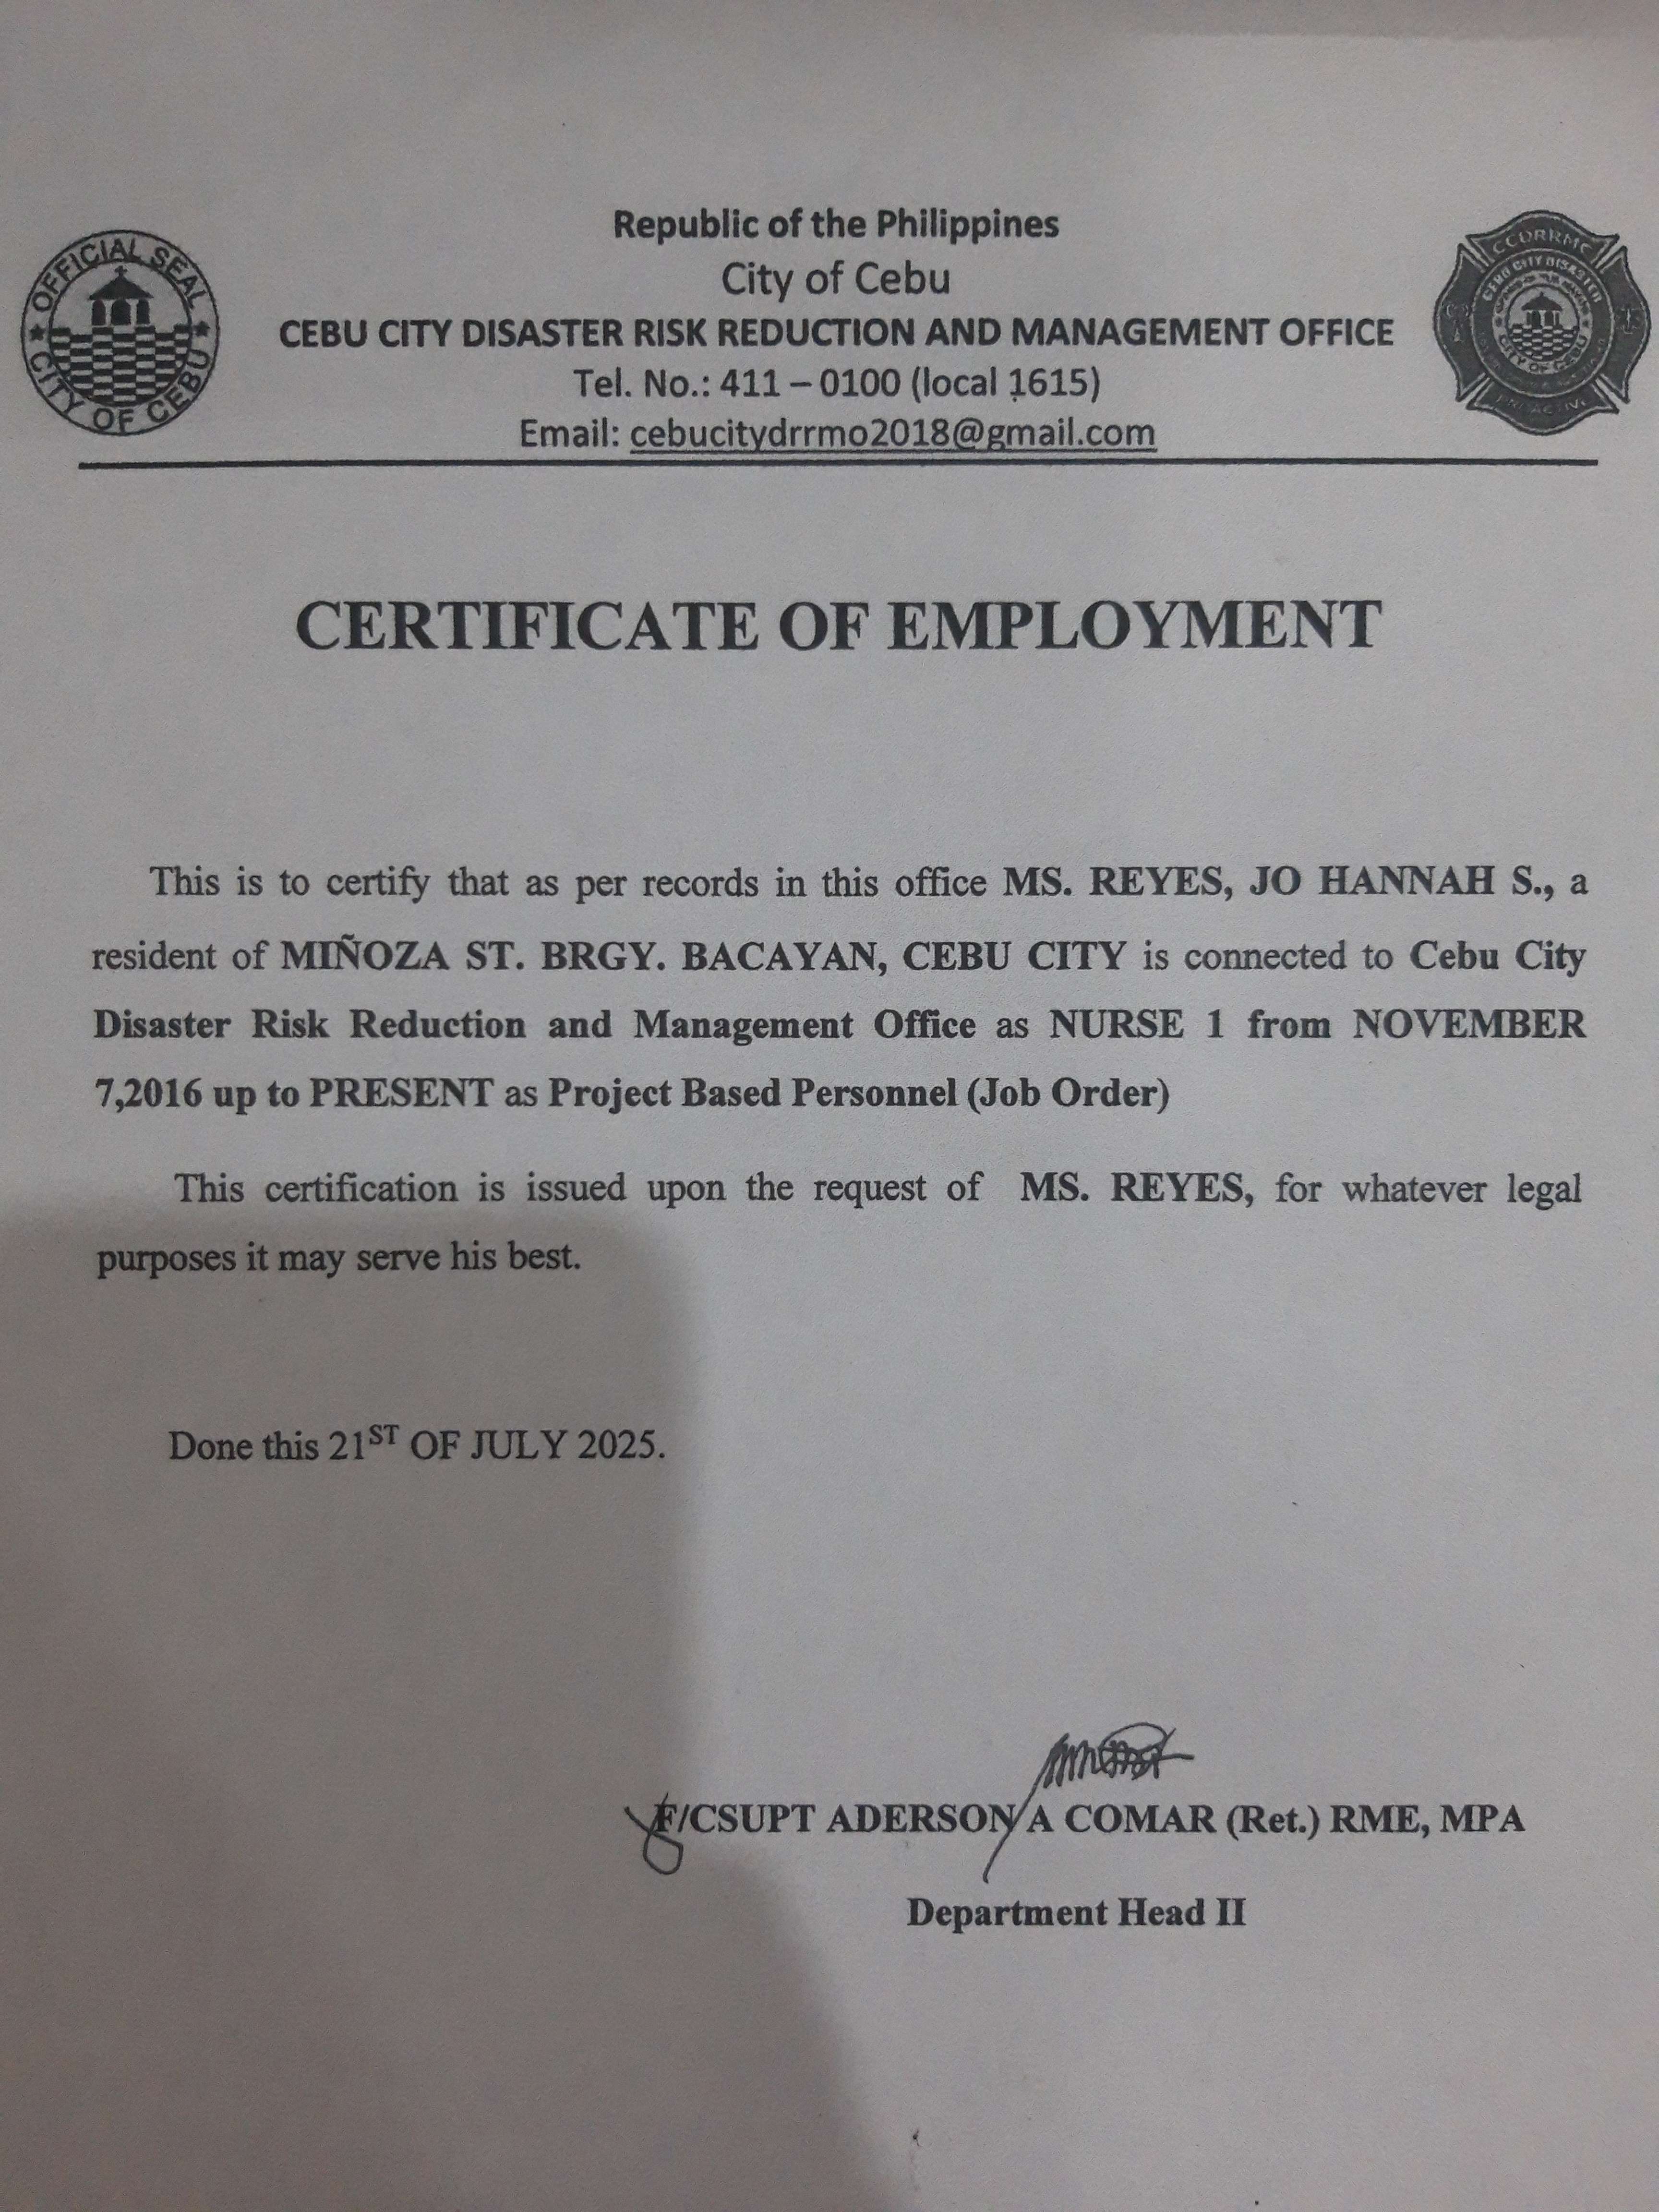 Republic of the Philippines
City of Cebu
CEBU CITY DISASTER RISK REDUCTION AND MANAGEMENT OFFICE
Tel. No.: 411 – 0100 (local 1615)
Email: cebucitydrrmo2018@gmail.com
OFFICIAL SEAL
CITY OF CEBU
CCDRRMC
CEBU CITY DISASTER
CITY OF CEBU
CERTIFICATE OF EMPLOYMENT
This is to certify that as per records in this office MS. REYES, JO HANNAH S., a
resident of MIÑOZA ST. BRGY. BACAYAN, CEBU CITY is connected to Cebu City
Disaster Risk Reduction and Management Office as NURSE 1 from NOVEMBER
7,2016 up to PRESENT as Project Based Personnel (Job Order)
This certification is issued upon the request of MS. REYES, for whatever legal
purposes it may serve his best.
Done this 21ST OF JULY 2025.
F/CSUPT ADERSON A COMAR (Ret.) RME, MPA
Department Head II